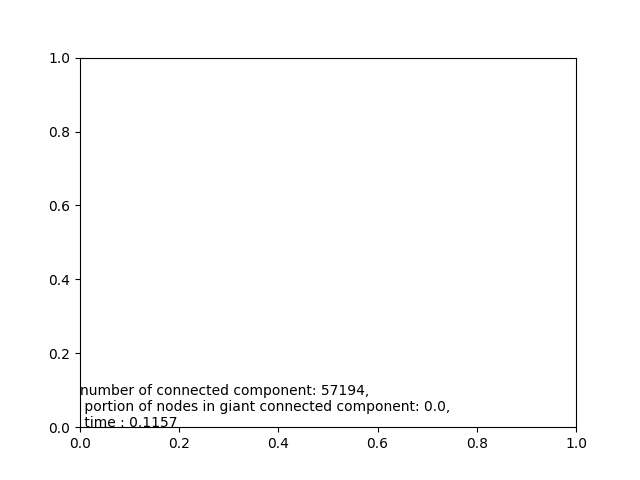 1.0
0.8
0.6
0.4
0.2
0.0
number of connected component: 57194,
portion of nodes in giant connected component: 0.0,
time : 0.1157
0.0 0.2 0.4 0.6 0.8 1.0